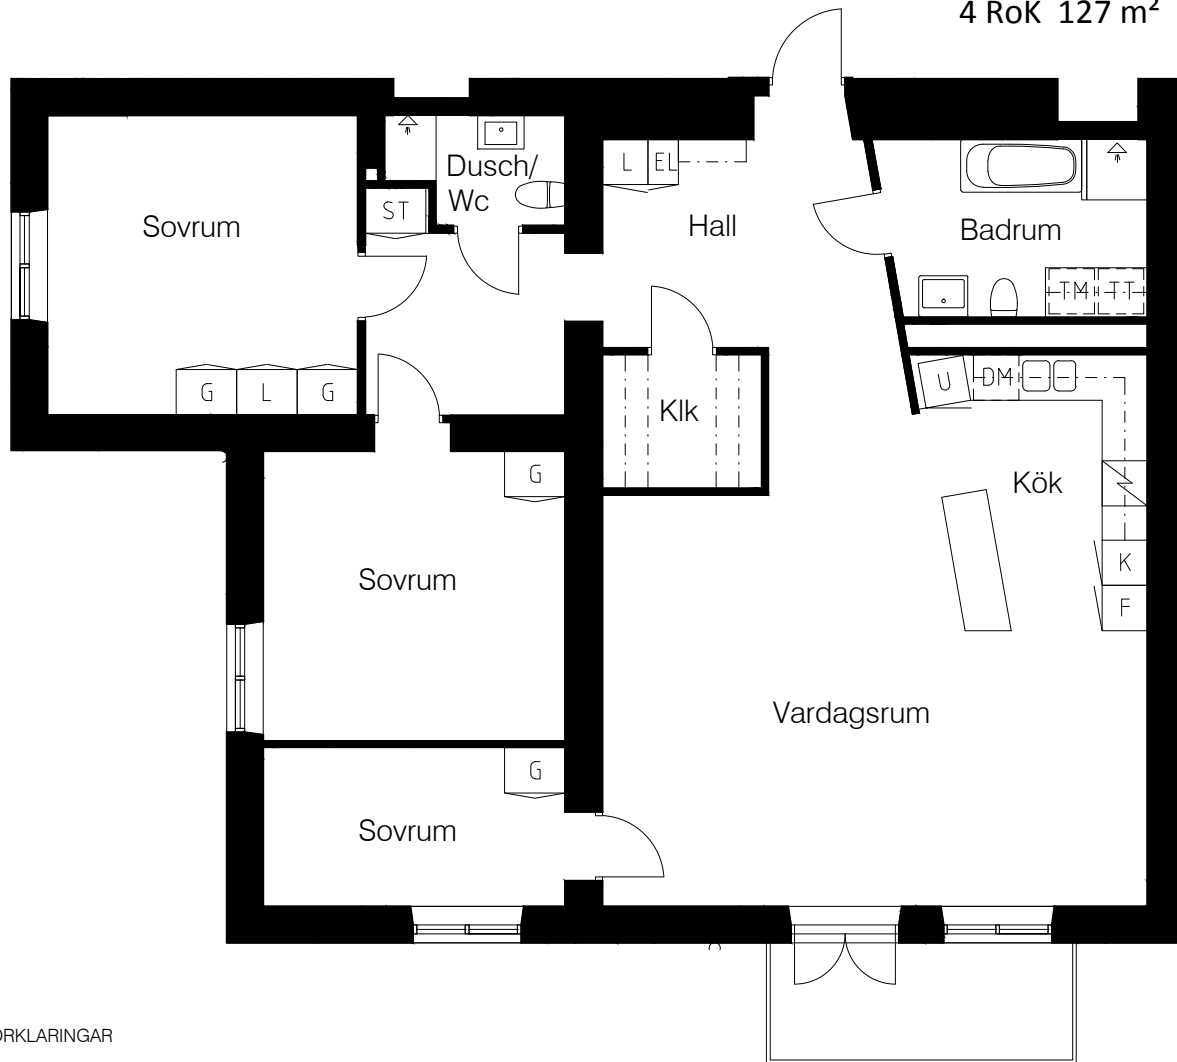 4 RoK 127 m²
Dusch/
Wc
L
EL
ST
Sovrum
Hall
Badrum
TM
TT
G
L
G
Klk
U
DM
G
Kök
K
F
Sovrum
Vardagsrum
G
Sovrum
ORKLARINGAR